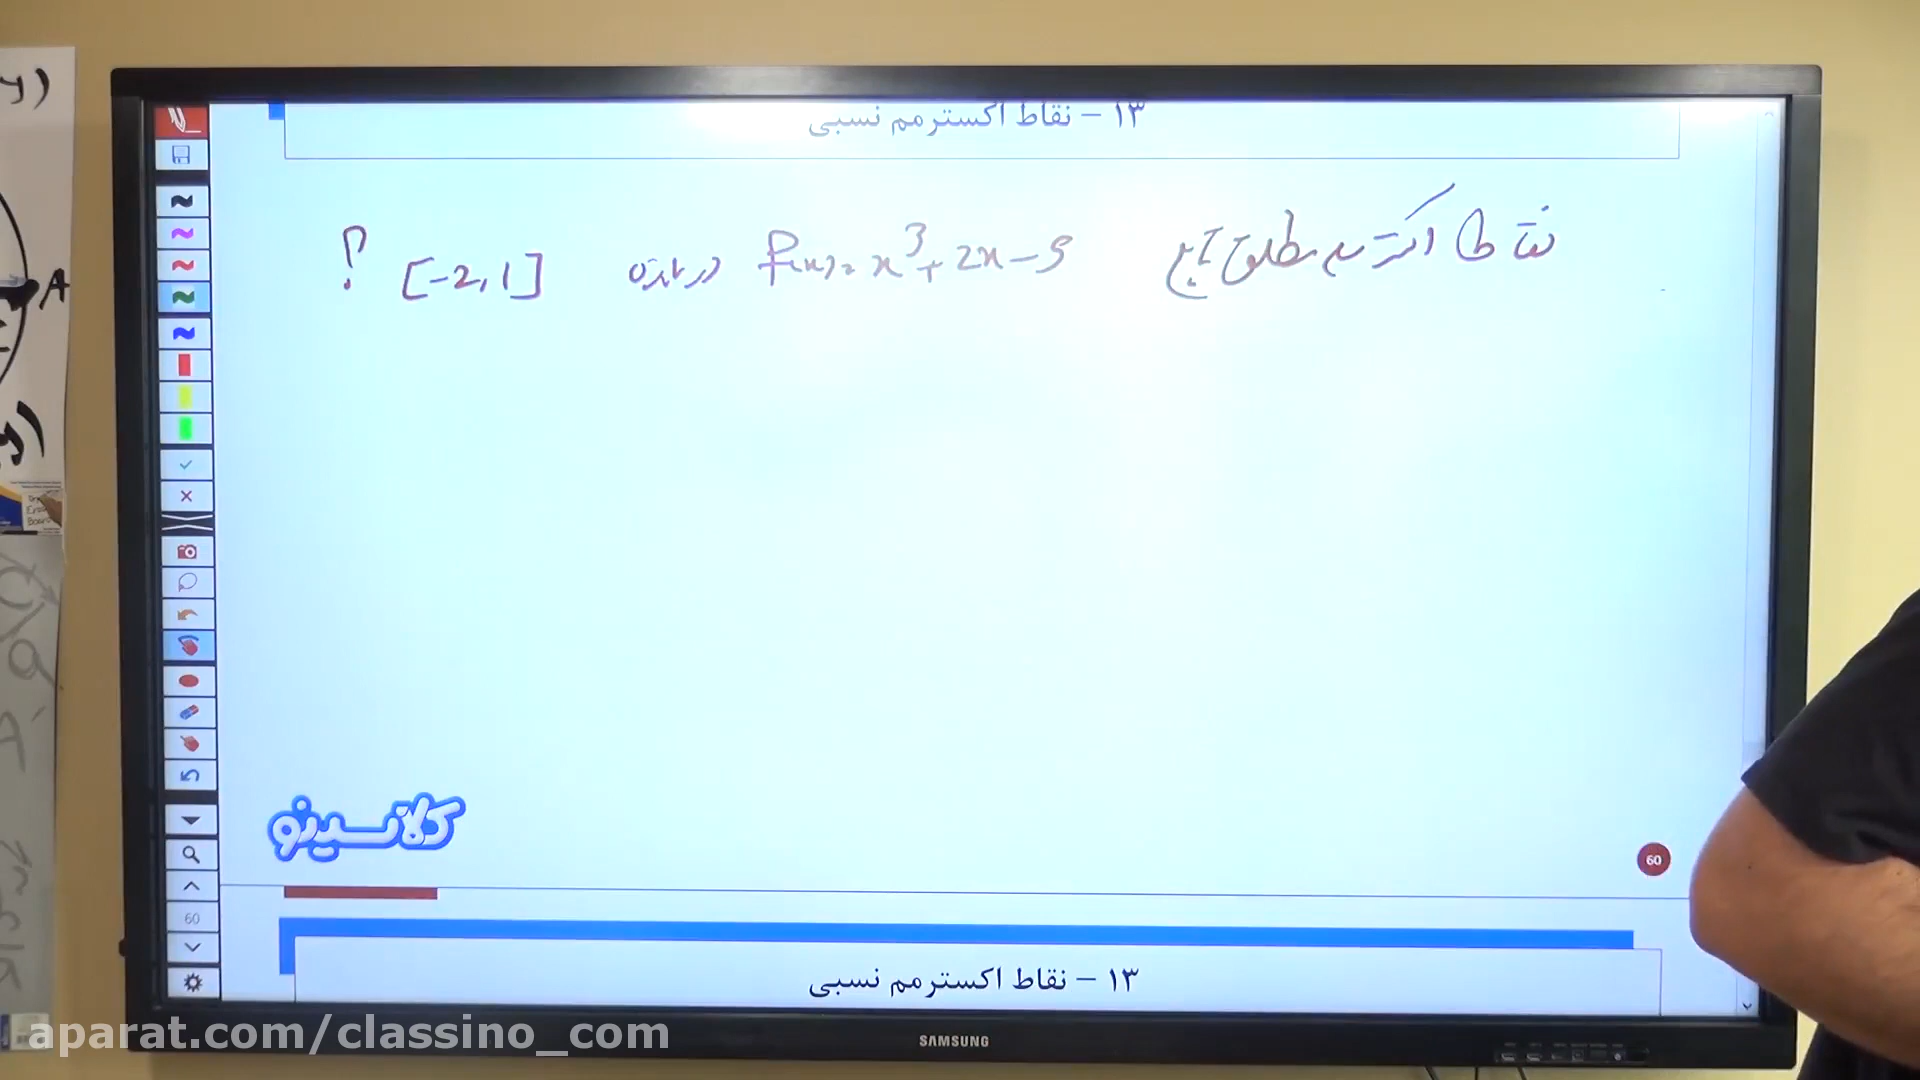 ۱۳ – نقاط اکسترمم نسبی
نقاط اکسترمم مطلق تابع f(x)=x³+2x-5 در بازه [-2,1] ؟
کلاسینو
60
60
۱۳ – نقاط اکسترمم نسبی
SAMSUNG
A
aparat.com/classino_com